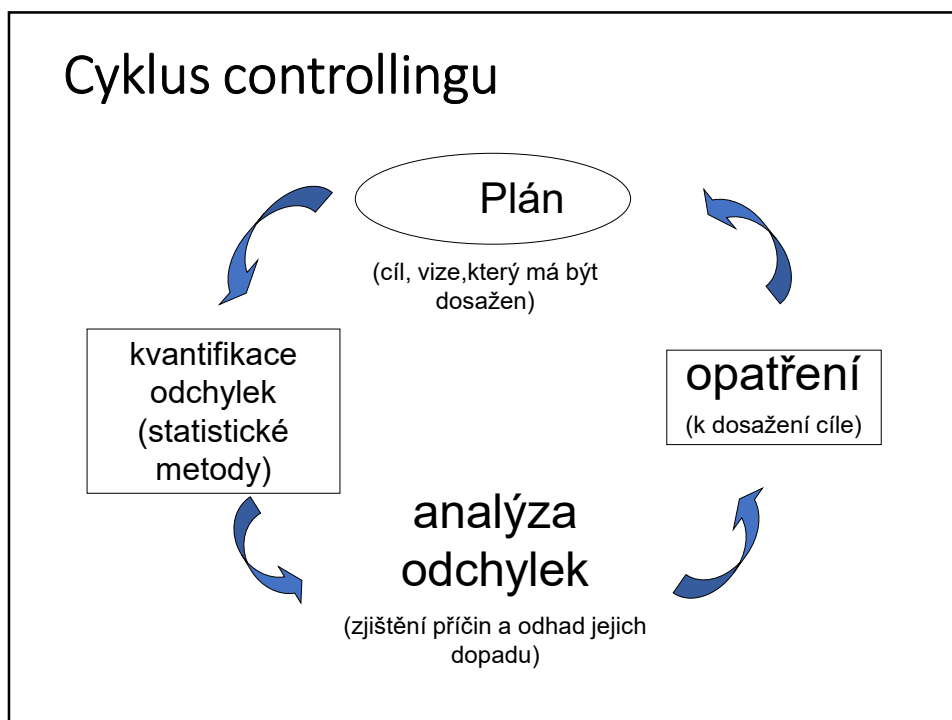 Cyklus controllingu
Plán
(cíl, vize,který má být
dosažen)
kvantifikace
odchylek
(statistické
metody)
opatření
(k dosažení cíle)
analýza
odchylek
(zjištění příčin a odhad jejich
dopadu)